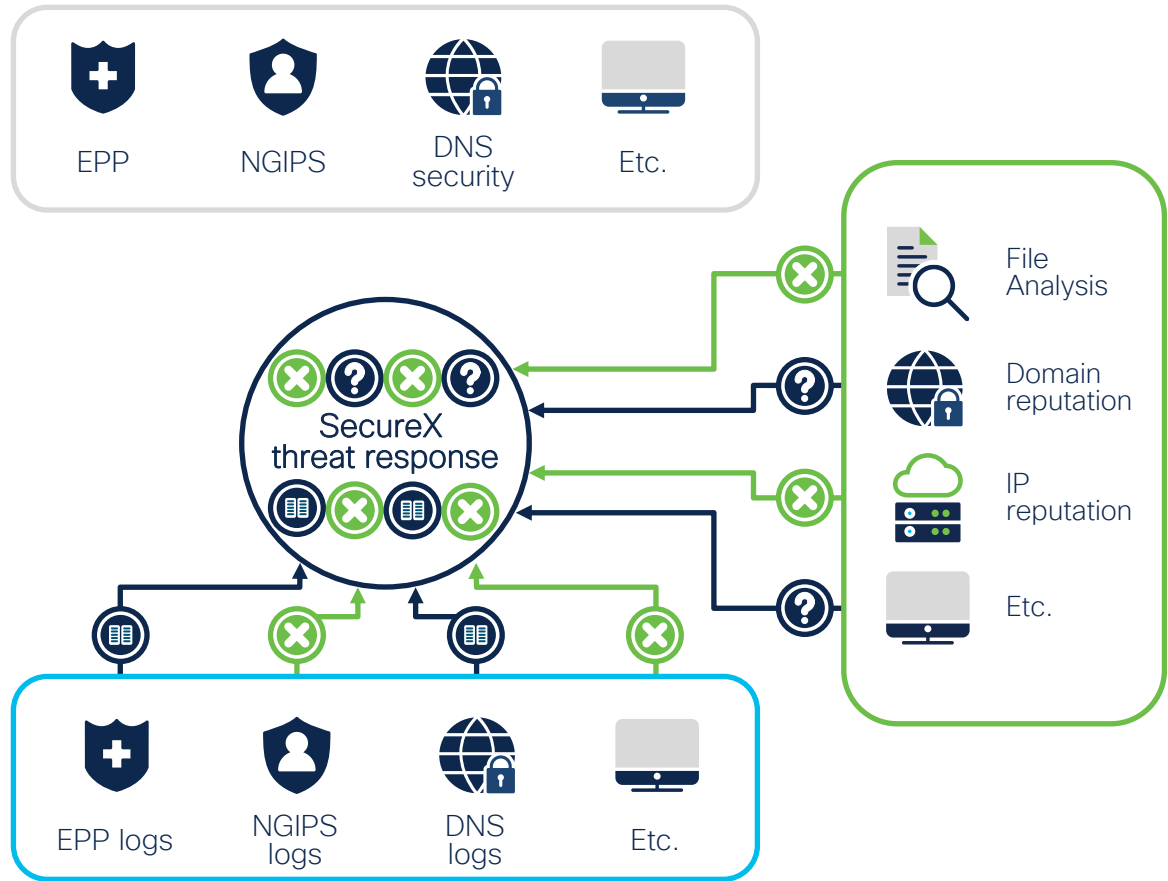 EPP
NGIPS
DNS
security
Etc.
File
Analysis
Domain
reputation
IP
reputation
Etc.
SecureX
threat response
EPP logs
NGIPS
logs
DNS
logs
Etc.